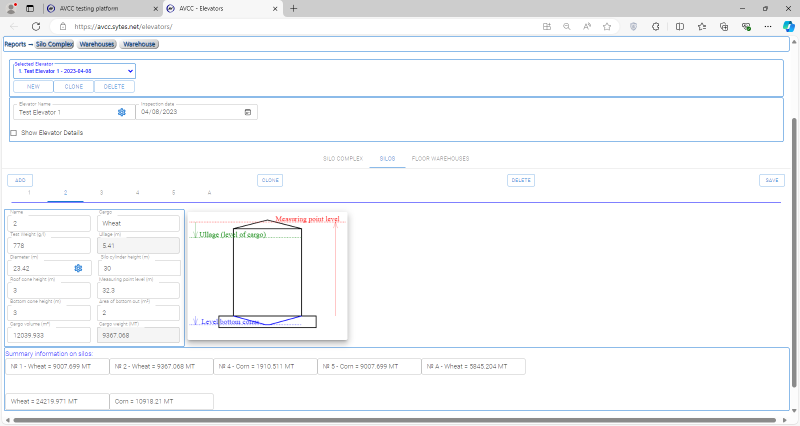 AVCC testing platform
AVCC - Elevators
https://avcc.sytes.net/elevators/
Reports → Silo Complex Warehouses Warehouse
Selected Elevator
1. Test Elevator 1 - 2023-04-08
NEW CLONE DELETE
Elevator Name Inspection date
Test Elevator 1 04/08/2023
Show Elevator Details
SILO COMPLEX SILOS FLOOR WAREHOUSES
ADD CLONE DELETE SAVE
1 2 3 4 5 A
Name Cargo
2 Wheat
Test Weight (g/l) Ullage (m)
778 5.41
Diameter (m) Silo cylinder height (m)
23.42 30
Roof cone height (m) Measuring point level (m)
3 32.3
Bottom cone height (m) Area of bottom out (m²)
3 2
Cargo volume (m³) Cargo weight (MT)
12039.933 9367.068
Measuring point level
Ullage (level of cargo)
Level bottom cones
Summary information on silos:
№ 1 - Wheat = 9007.699 MT № 2 - Wheat = 9367.068 MT № 4 - Corn = 1910.511 MT № 5 - Corn = 9007.699 MT № A - Wheat = 5845.204 MT
Wheat = 24219.971 MT Corn = 10918.21 MT